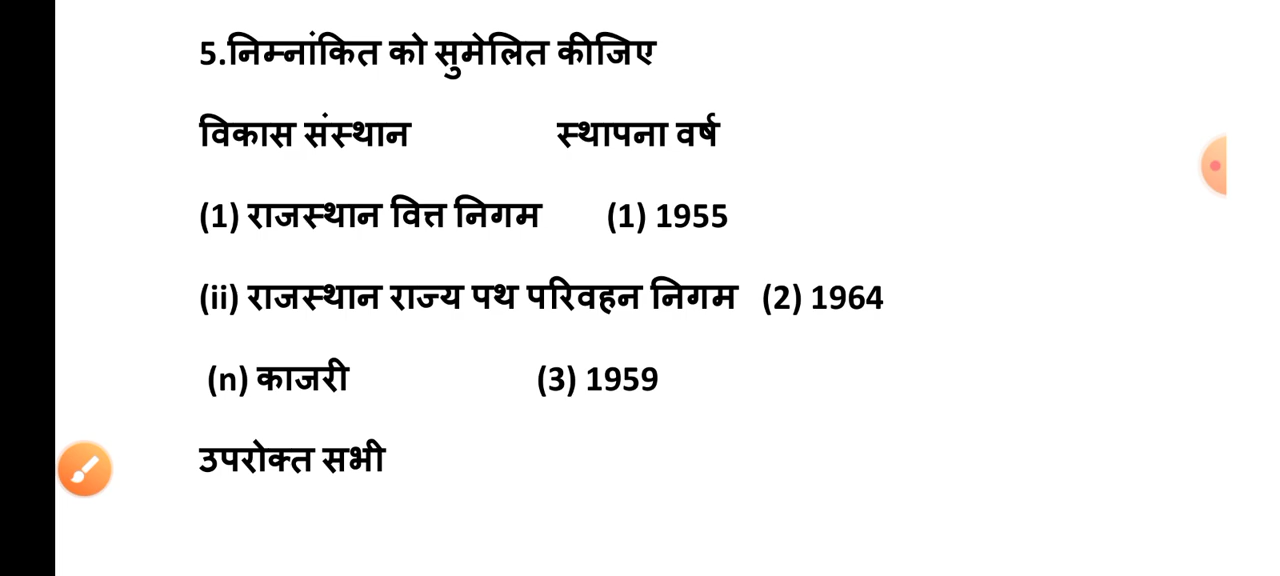 5.निम्नांकित को सुमेलित कीजिए
विकास संस्थान स्थापना वर्ष
(1) राजस्थान वित्त निगम (1) 1955
(ii) राजस्थान राज्य पथ परिवहन निगम (2) 1964
(n) काजरी (3) 1959
उपरोक्त सभी